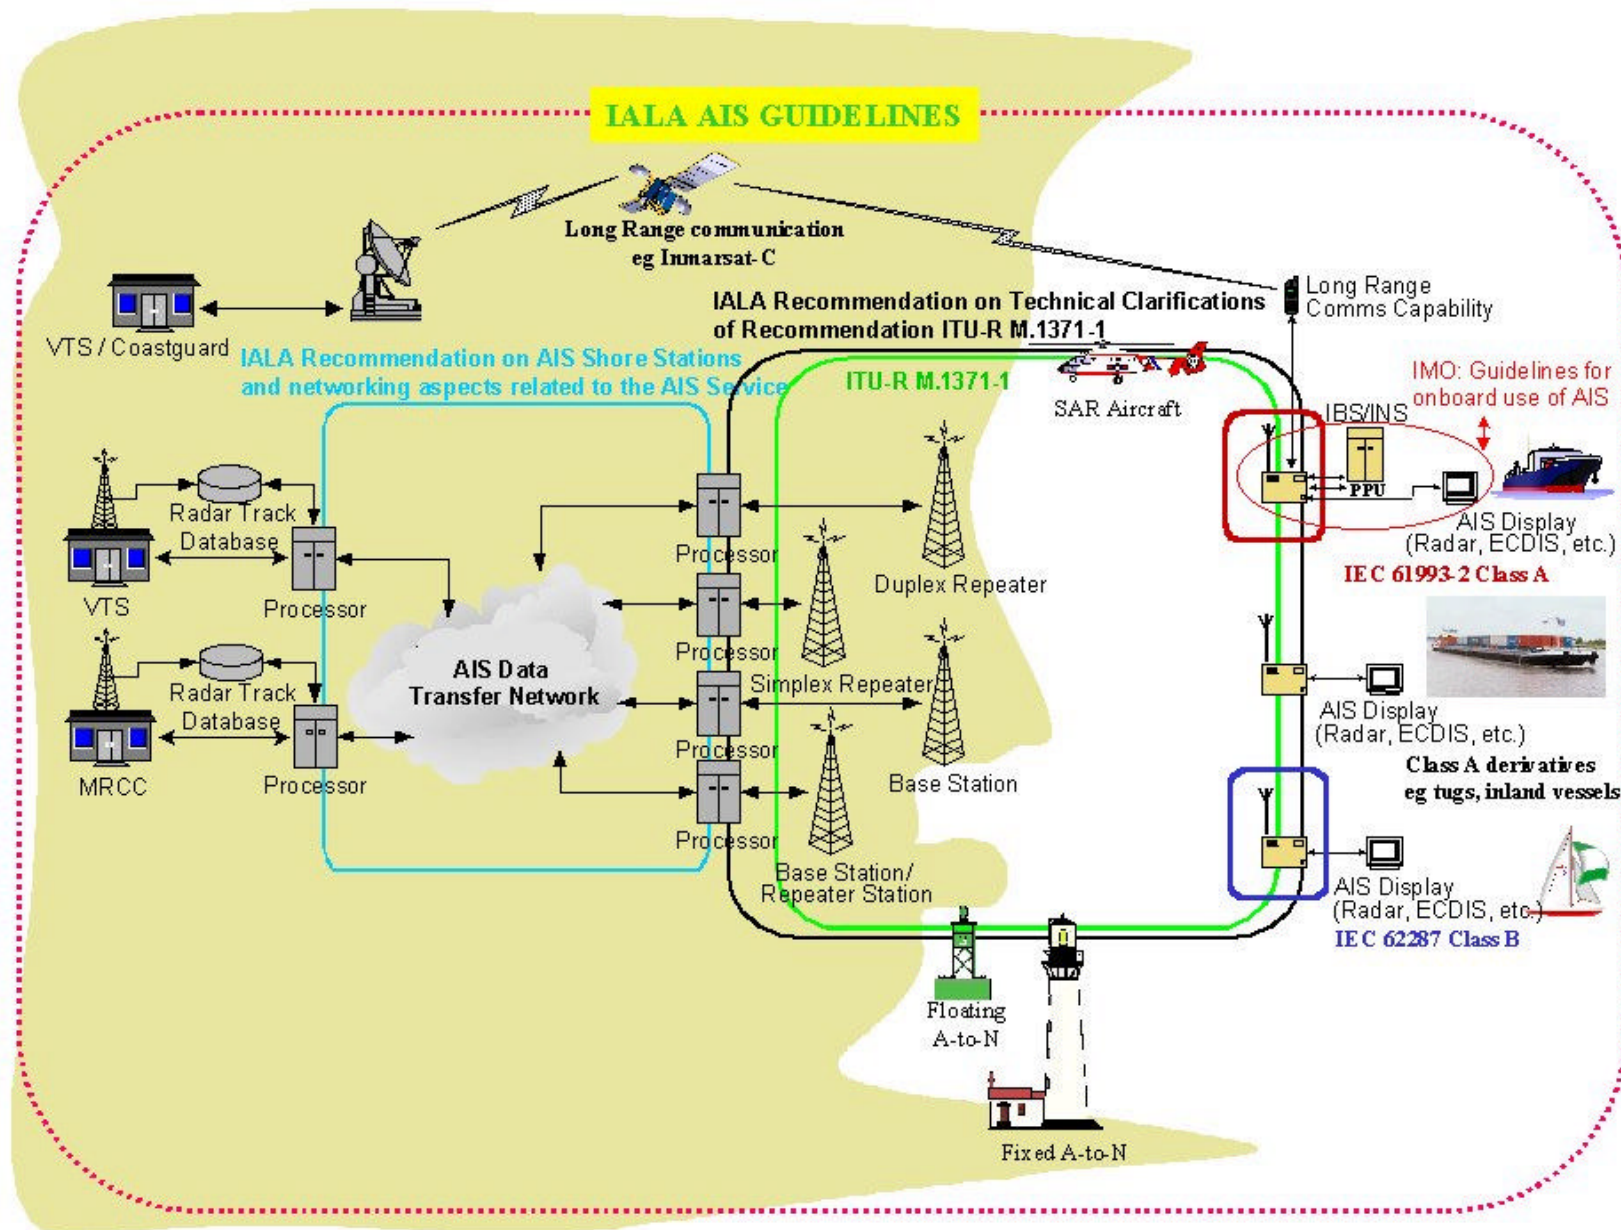 IALA AIS GUIDELINES
Long Range communication
eg Inmarsat-C
Long Range
Comms Capability
VTS / Coastguard
IALA Recommendation on Technical Clarifications
of Recommendation ITU-R M.1371-1
IALA Recommendation on AIS Shore Stations
and networking aspects related to the AIS Service
ITU-R M.1371-1
SAR Aircraft
IMO: Guidelines for
onboard use of AIS
IBS/INS
PPU
AIS Display
(Radar, ECDIS, etc.)
IEC 61993-2 Class A
Radar Track
Database
VTS
Processor
Processor
Duplex Repeater
Processor
Simplex Repeater
AIS Data
Transfer Network
Radar Track
Database
MRCC
Processor
Processor
Base Station
Processor
Base Station/
Repeater Station
AIS Display
(Radar, ECDIS, etc.)
Class A derivatives
eg tugs, inland vessels
AIS Display
(Radar, ECDIS, etc.)
IEC 62287 Class B
Floating
A-to-N
Fixed A-to-N